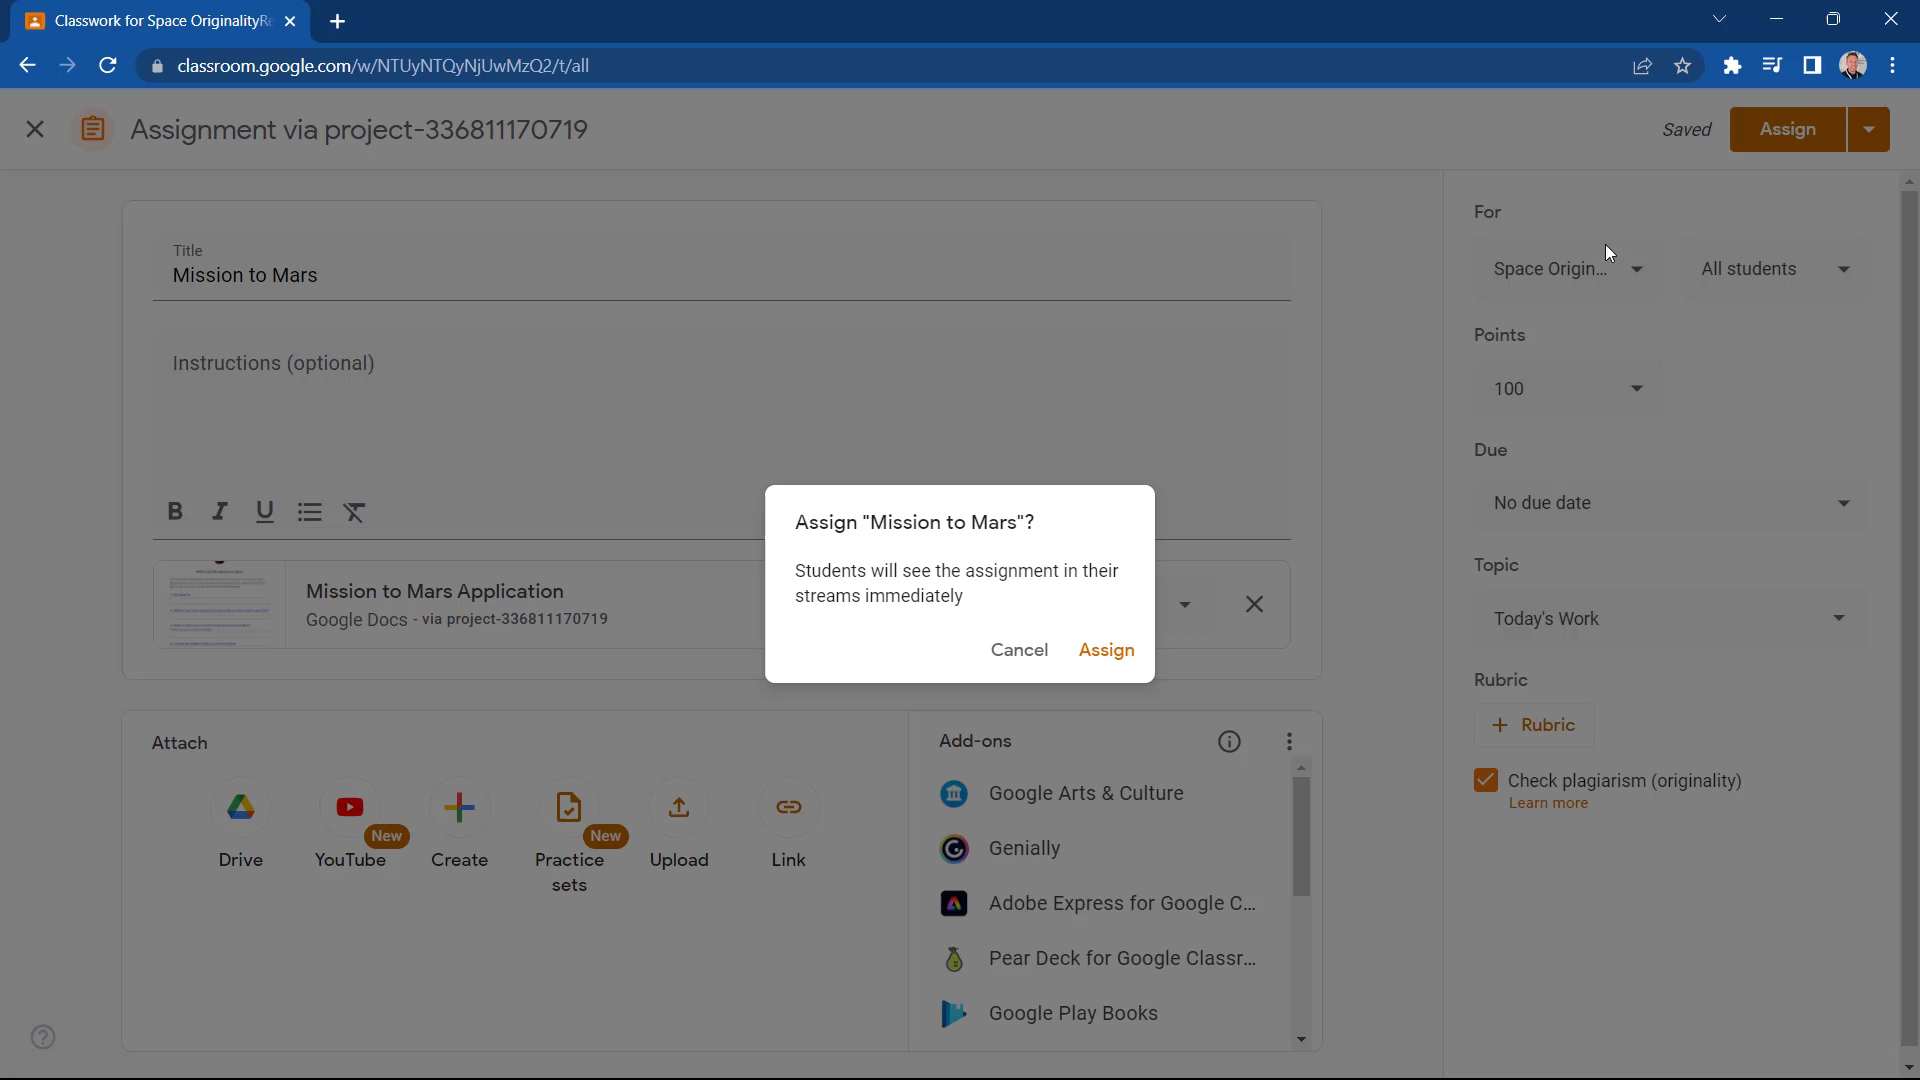 Classwork for Space OriginalityRe
classroom.google.com/w/NTUyNTQyNjUwMzQ2/t/all
Assignment via project-336811170719
Saved
Assign
For
Title
Mission to Mars
Space Origin...
All students
Points
Instructions (optional)
100
Due
No due date
B I U
Assign "Mission to Mars"?
Students will see the assignment in their
streams immediately
Cancel
Assign
Mission to Mars Application
Google Docs - via project-336811170719
Topic
Today's Work
Rubric
+ Rubric
Attach
Drive
YouTube
New
Create
Practice
sets
New
Upload
Link
Add-ons
Google Arts & Culture
Genially
Adobe Express for Google C...
Pear Deck for Google Classr...
Google Play Books
Check plagiarism (originality)
Learn more